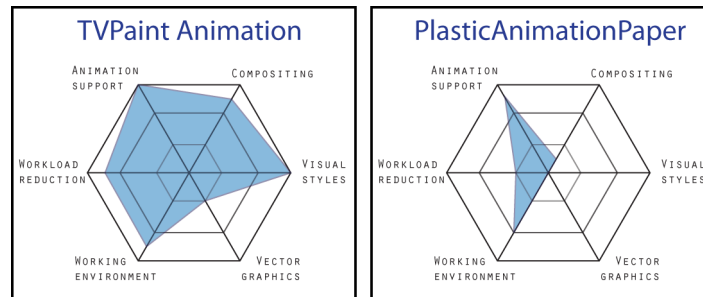 TVPaint Animation
ANIMATION
SUPPORT
COMPOSITING
WORKLOAD
REDUCTION
VISUAL
STYLES
WORKING
ENVIRONMENT
VECTOR
GRAPHICS
PlasticAnimationPaper
ANIMATION
SUPPORT
COMPOSITING
WORKLOAD
REDUCTION
VISUAL
STYLES
WORKING
ENVIRONMENT
VECTOR
GRAPHICS